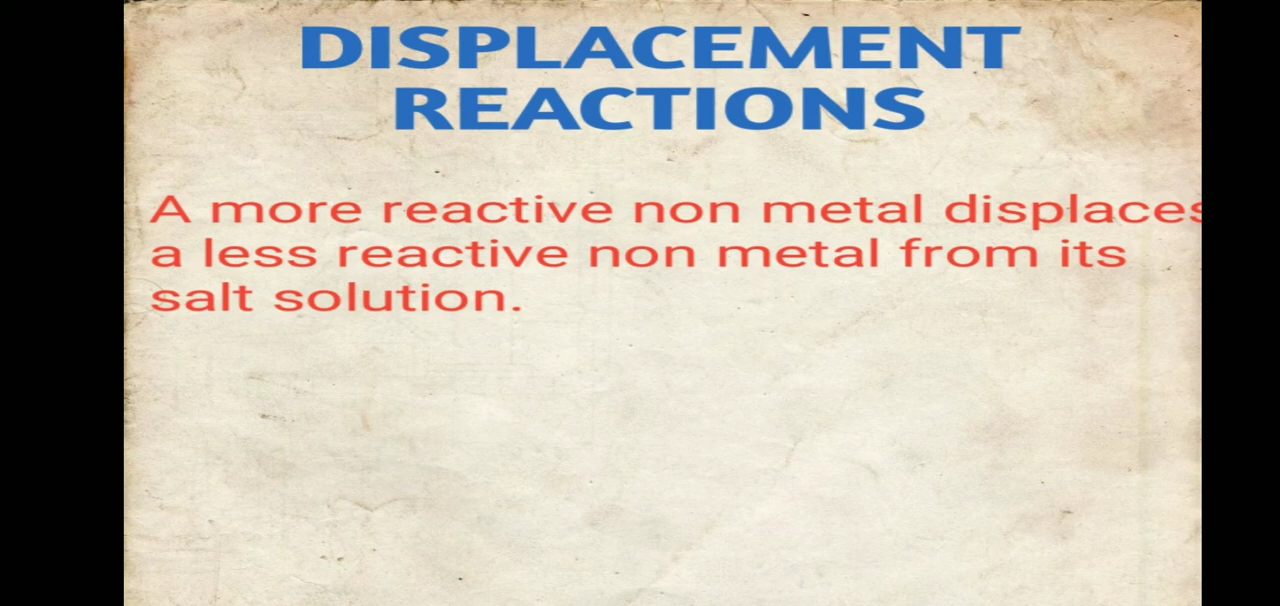 DISPLACEMENT
REACTIONS
A more reactive non metal displaces
a less reactive non metal from its
salt solution.